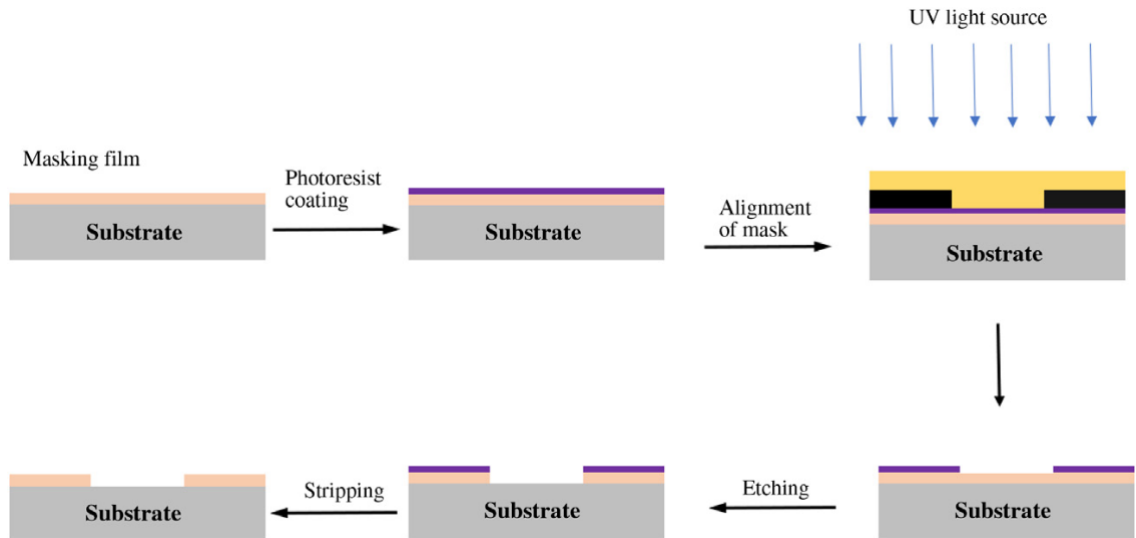 UV light source
Masking film
Photoresist
coating
Substrate
Substrate
Alignment
of mask
Substrate
Substrate
Stripping
Substrate
Etching
Substrate